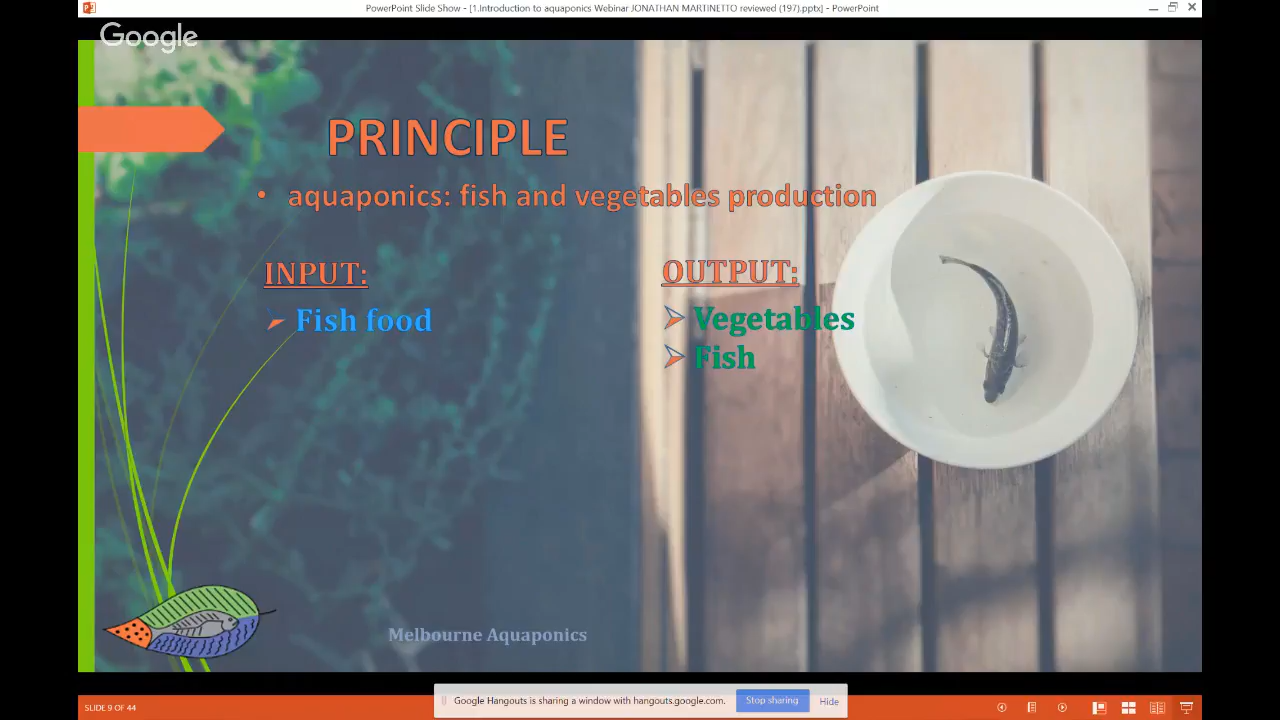 PowerPoint Slide Show - [1.Introduction to aquaponics Webinar JONATHAN MARTINETTO reviewed (197).pptx] - PowerPoint
Google
PRINCIPLE
• aquaponics: fish and vegetables production
INPUT:
Fish food
OUTPUT:
Vegetables
Fish
Melbourne Aquaponics
Google Hangouts is sharing a window with hangouts.google.com.
Stop sharing
Hide
SLIDE 9 OF 44